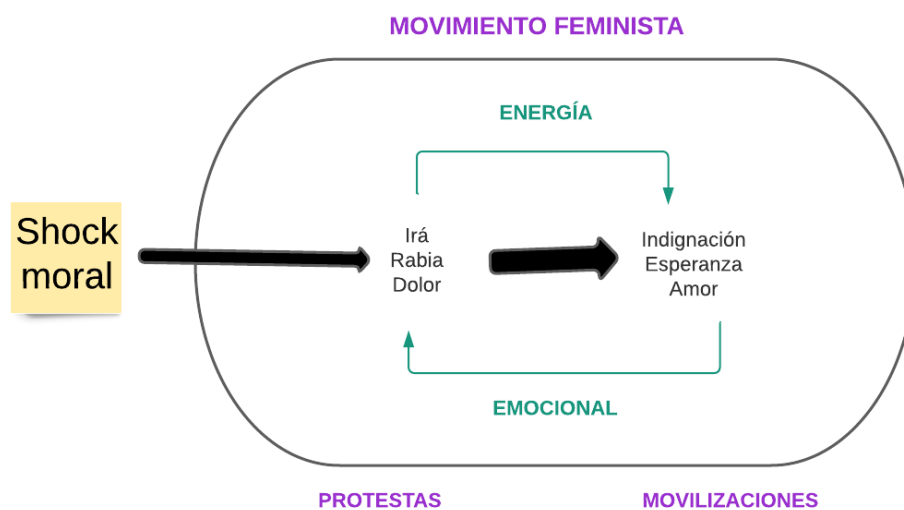 MOVIMIENTO FEMINISTA
ENERGÍA
Shock
moral
Irá
Rabia
Dolor
Indignación
Esperanza
Amor
EMOCIONAL
PROTESTAS
MOVILIZACIONES